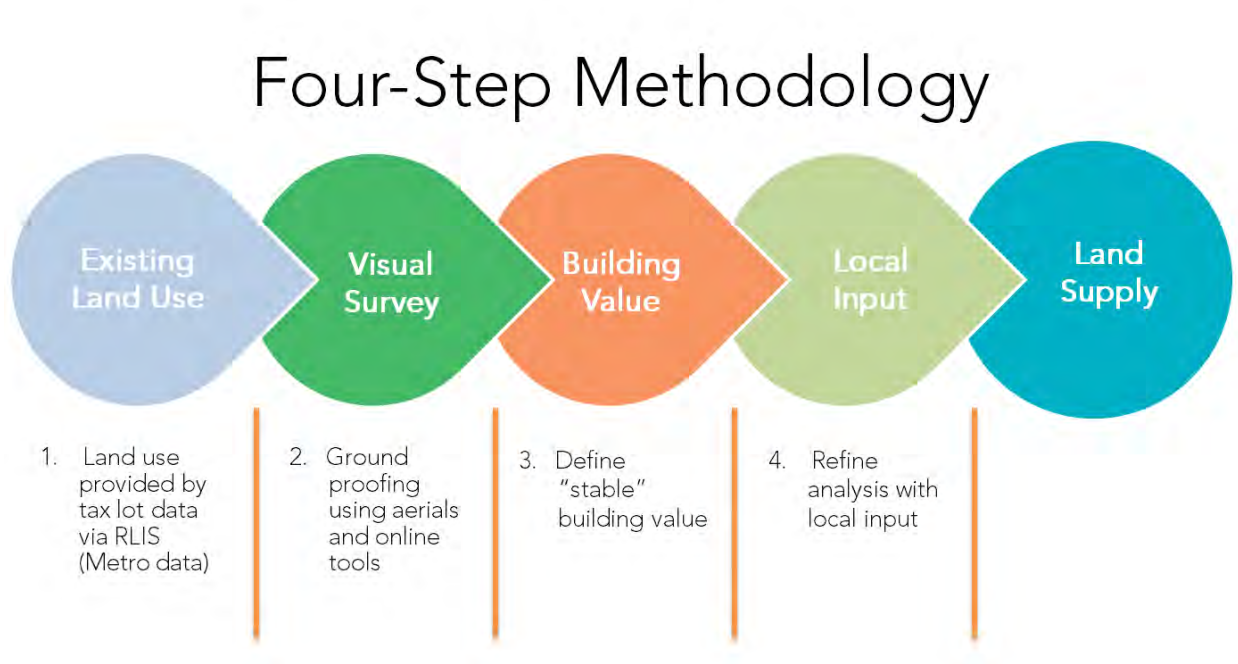 Four-Step Methodology
Existing
Land Use
Visual
Survey
Building
Value
Local
Input
Land
Supply
1. Land use
provided by
tax lot data
via RLIS
(Metro data)
2. Ground
proofing
using aerials
and online
tools
3. Define
“stable”
building value
4. Refine
analysis with
local input